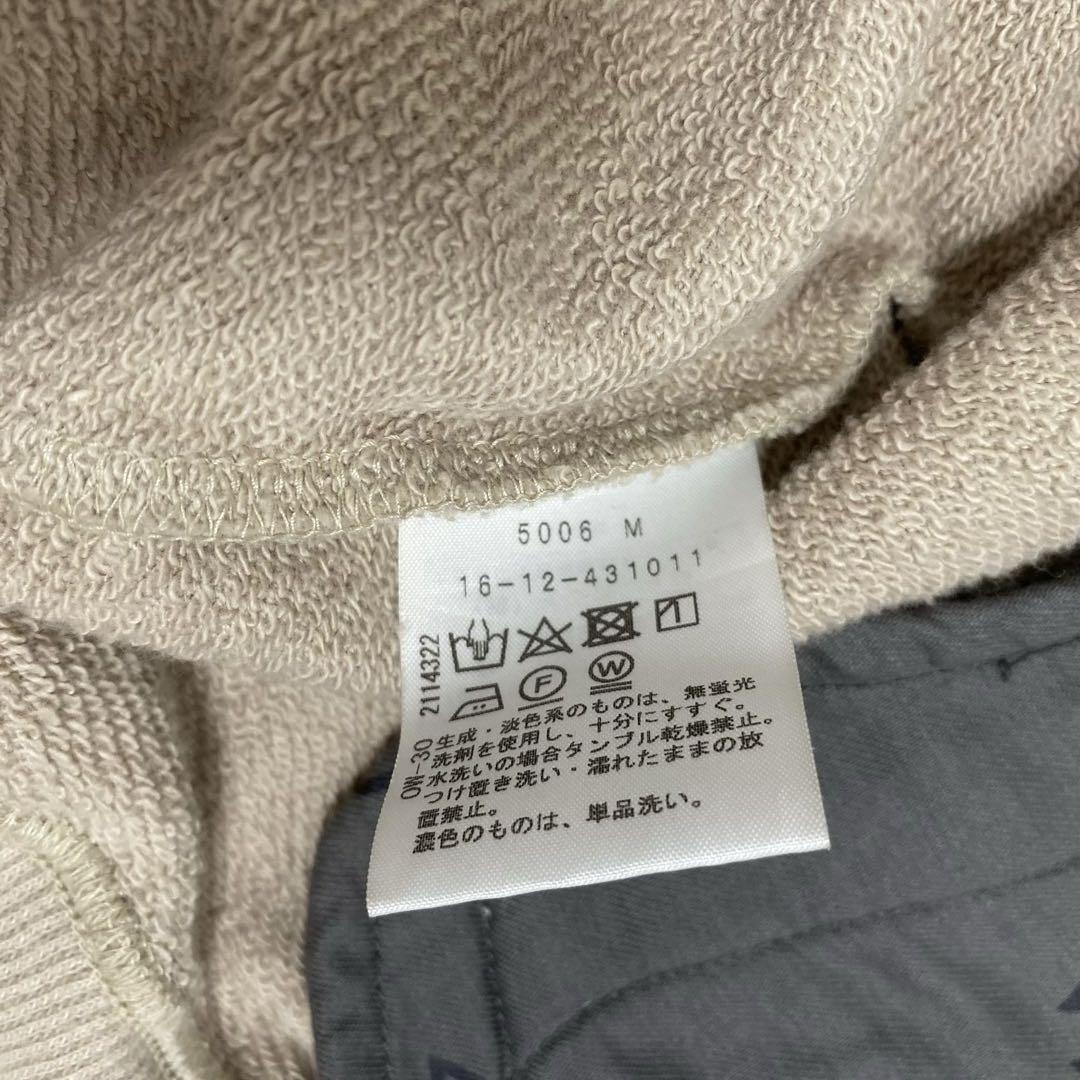 5006 M
16-12-431011
2114322
F W
OW-30
生成・淡色系のものは、無蛍光
洗剤を使用し、十分にすすぐ。
水洗いの場合タンブル乾燥禁止。
つけ置き洗い・濡れたままの放
置禁止。
濃色のものは、単品洗い。